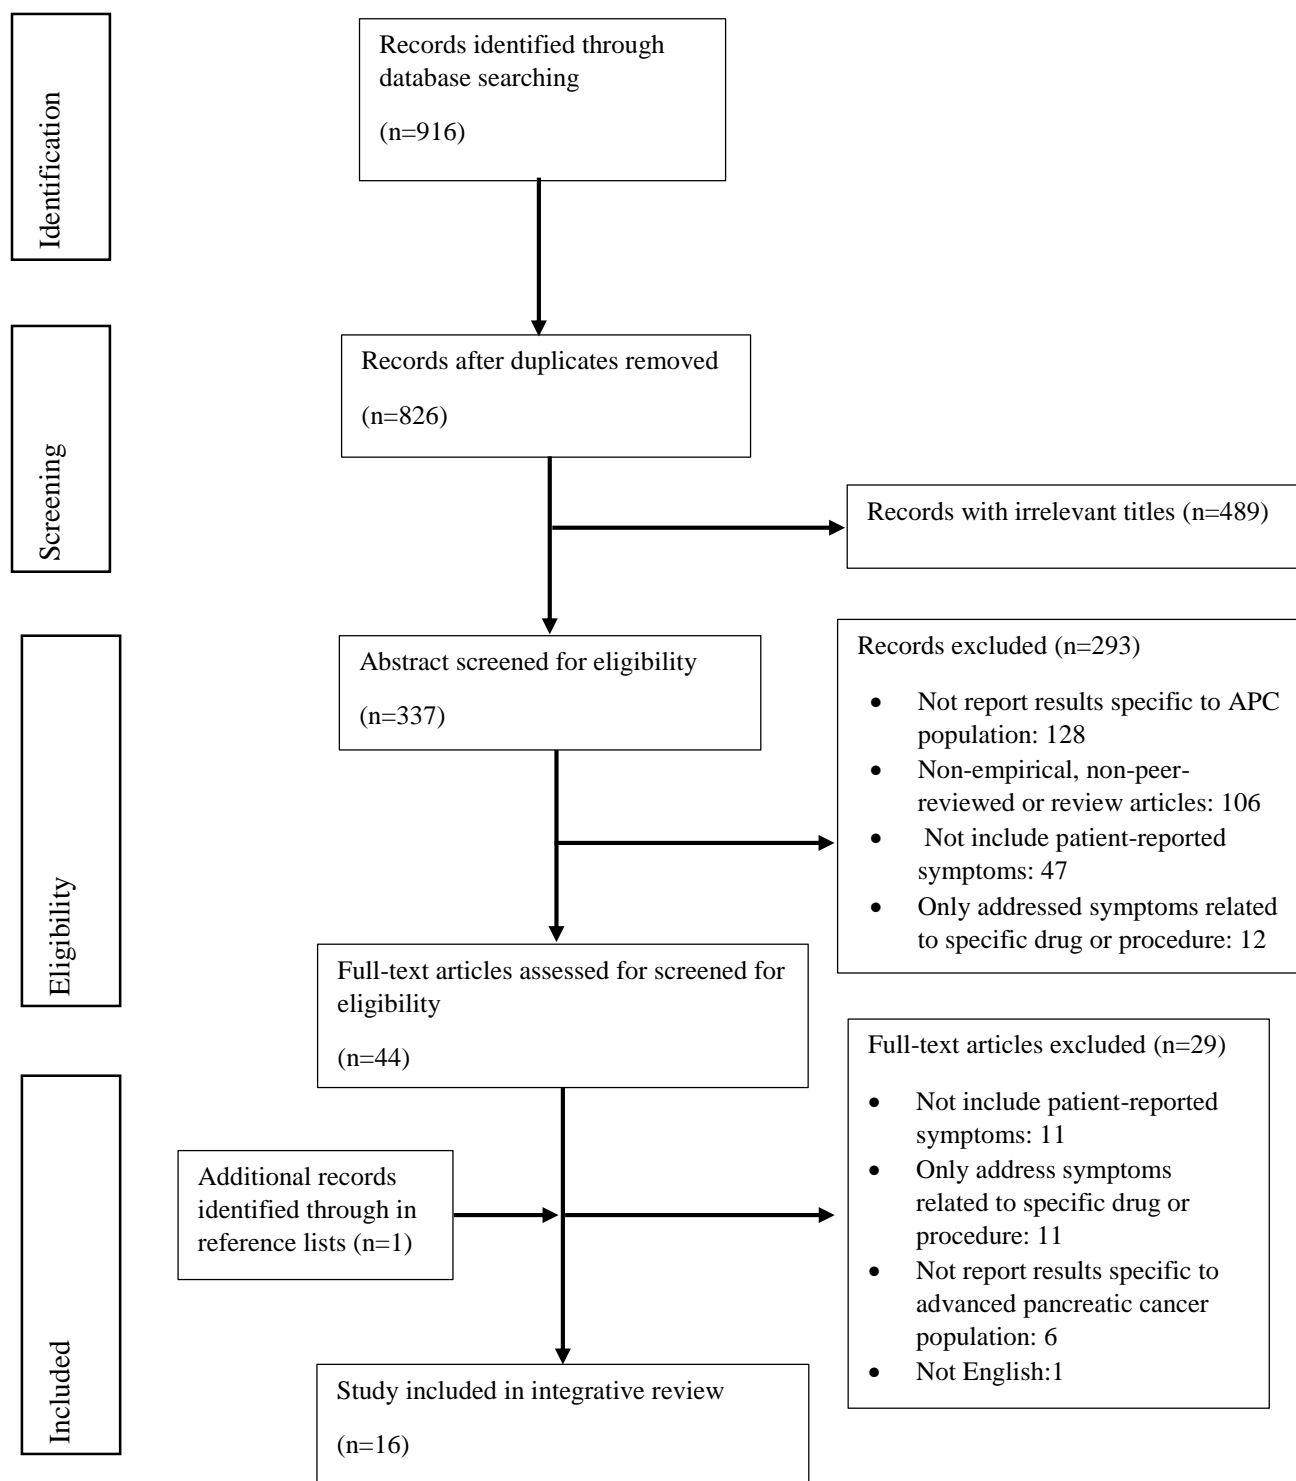 Identification
Records identified through
database searching
(n=916)
Screening
Records after duplicates removed
(n=826)
Records with irrelevant titles (n=489)
Eligibility
Abstract screened for eligibility
(n=337)
Records excluded (n=293)
• Not report results specific to APC
population: 128
• Non-empirical, non-peer-
reviewed or review articles: 106
• Not include patient-reported
symptoms: 47
• Only addressed symptoms related
to specific drug or procedure: 12
Full-text articles assessed for screened for
eligibility
(n=44)
Full-text articles excluded (n=29)
• Not include patient-reported
symptoms: 11
• Only address symptoms
related to specific drug or
procedure: 11
• Not report results specific to
advanced pancreatic cancer
population: 6
• Not English:1
Included
Additional records
identified through in
reference lists (n=1)
Study included in integrative review
(n=16)